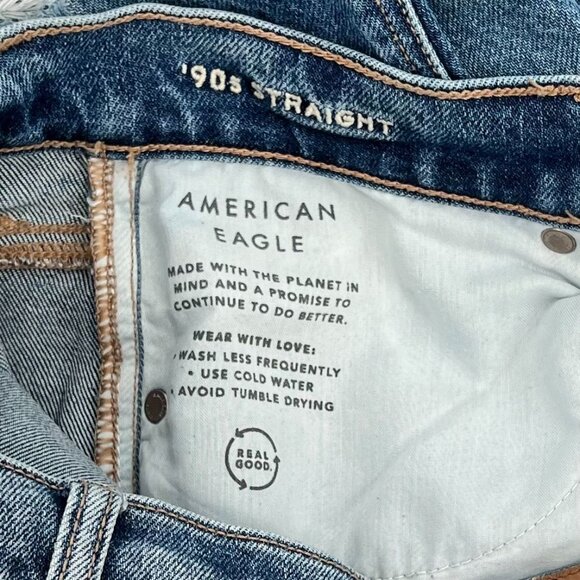 '90s STRAIGHT
AMERICAN
EAGLE
MADE WITH THE PLANET IN
MIND AND A PROMISE TO
CONTINUE TO DO BETTER.
WEAR WITH LOVE:
• WASH LESS FREQUENTLY
• USE COLD WATER
• AVOID TUMBLE DRYING
REAL
GOOD.